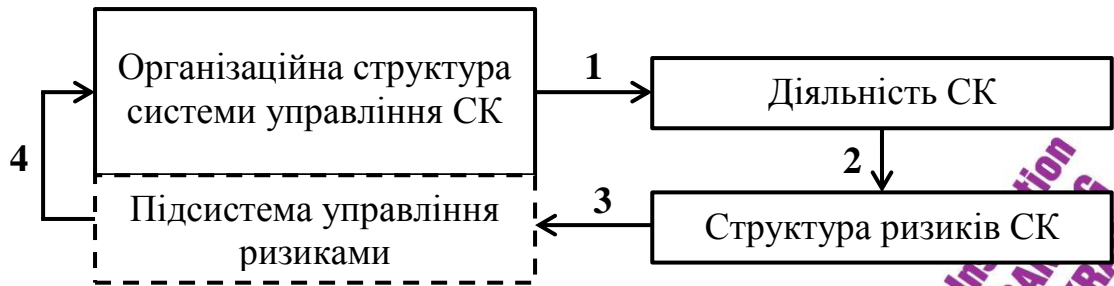 Організаційна структура
системи управління СК
1
Діяльність СК
2
4
Підсистема управління
ризиками
3
Структура ризиків СК